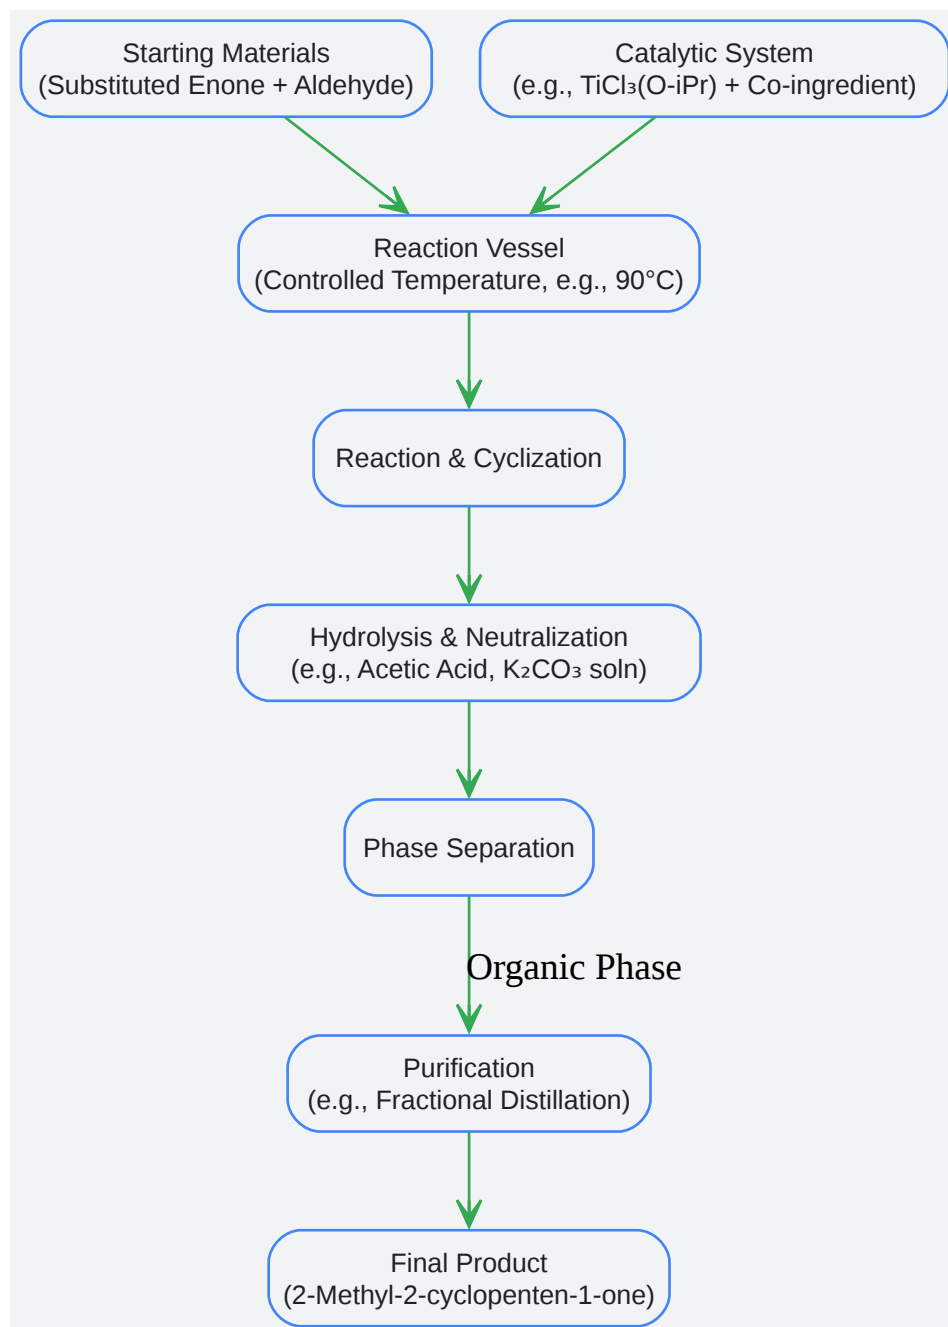 Starting Materials
(Substituted Enone + Aldehyde)
Catalytic System
(e.g., TiCl₃(O-iPr) + Co-ingredient)
Reaction Vessel
(Controlled Temperature, e.g., 90°C)
Reaction & Cyclization
Hydrolysis & Neutralization
(e.g., Acetic Acid, K₂CO₃ soln)
Phase Separation
Organic Phase
Purification
(e.g., Fractional Distillation)
Final Product
(2-Methyl-2-cyclopenten-1-one)